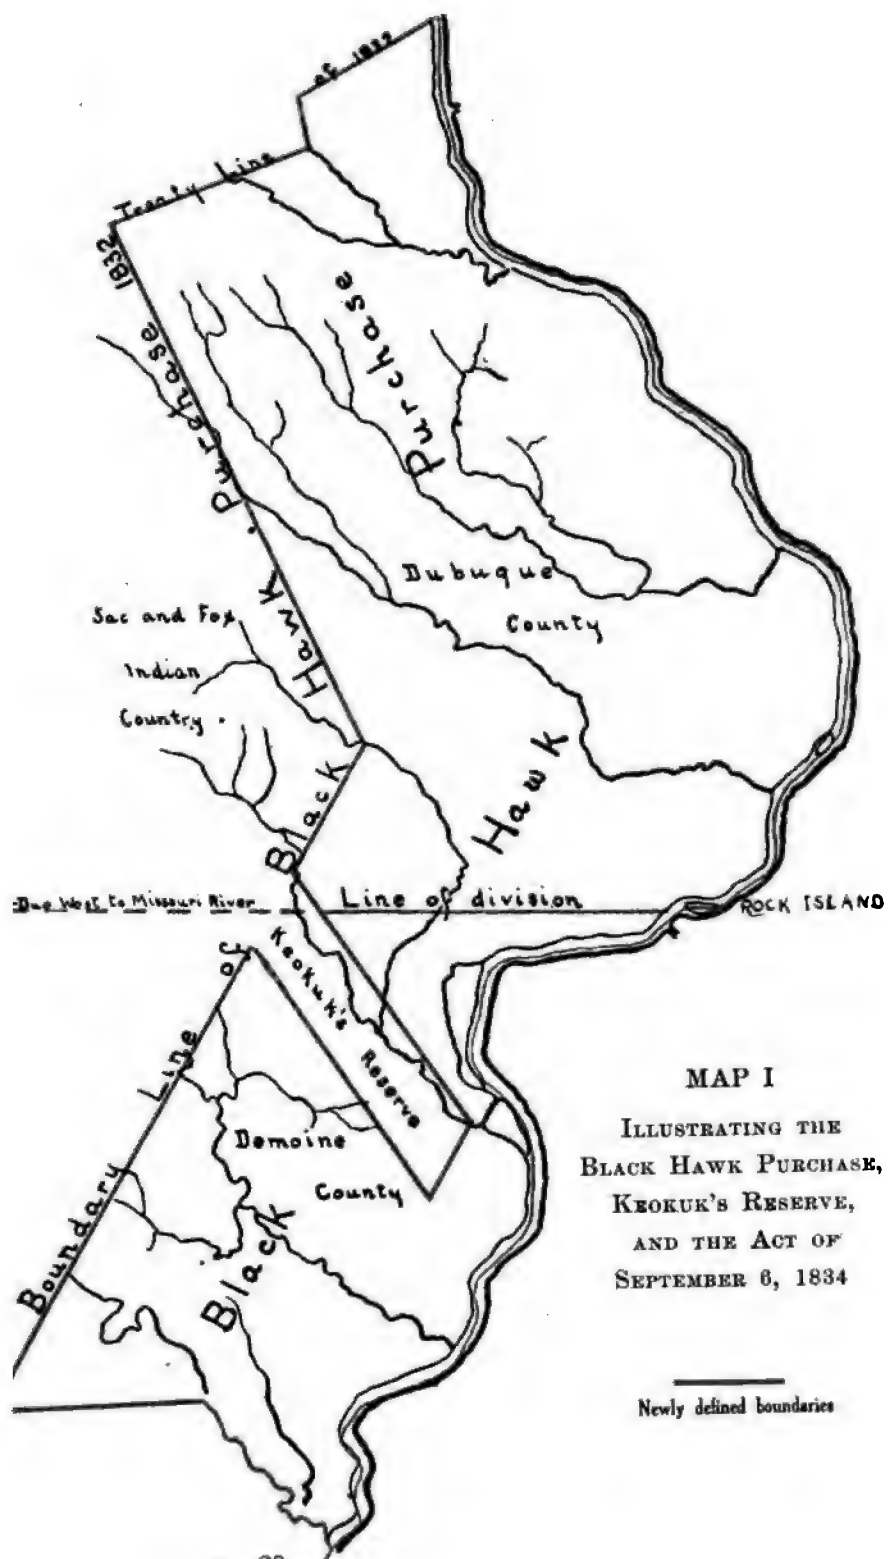 Treaty Line of 1832
1832
Black Hawk Purchase
Black Hawk Purchase
Dubuque
County
Sac and Fox
Indian
Country
Due West to Missouri River
Line of division
ROCK ISLAND
Keokuk's Reserve
Boundary Line of
Demoine
County
MAP I
ILLUSTRATING THE
BLACK HAWK PURCHASE,
KEOKUK'S RESERVE,
AND THE ACT OF
SEPTEMBER 6, 1834
Newly defined boundaries